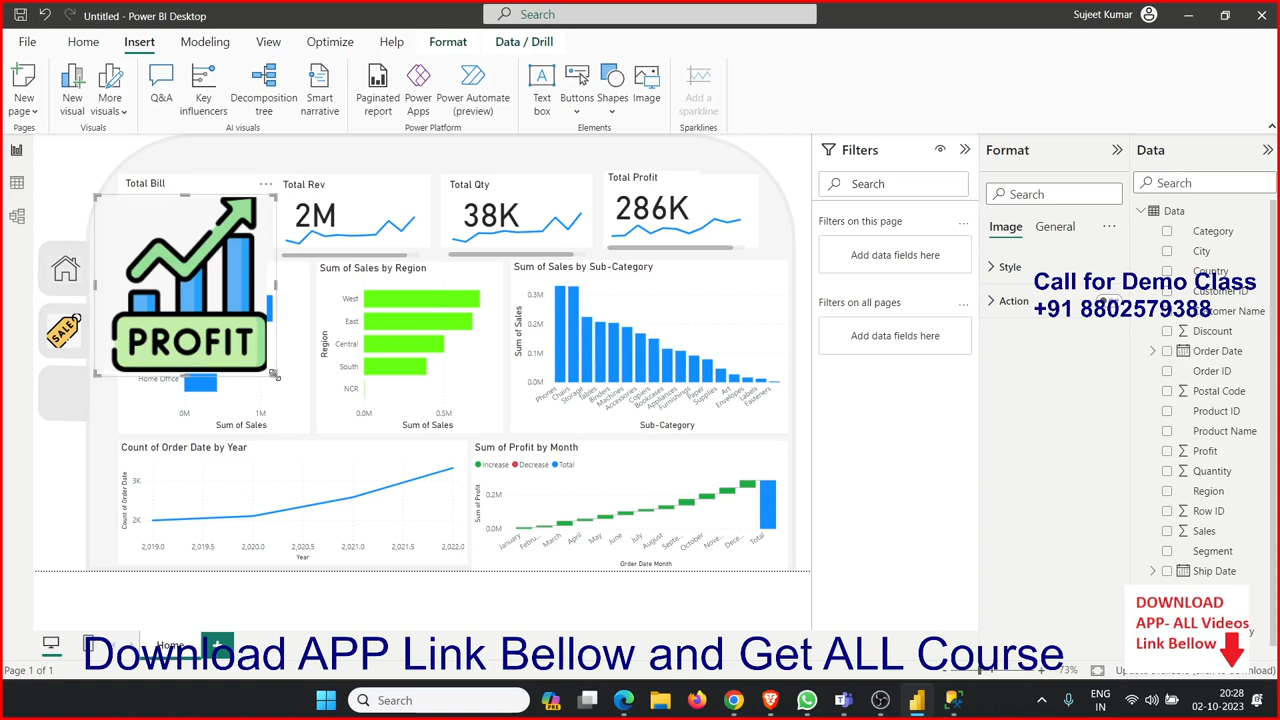 Untitled - Power BI Desktop
Search
Sujeet Kumar
File Home Insert Modeling View Optimize Help Format Data / Drill
New page
New visual
More visuals
Q&A
Key influencers
Decomposition tree
Smart narrative
Paginated report
Power Apps
Power Automate (preview)
Text box
Buttons
Shapes
Image
Add a sparkline
Pages
Visuals
AI visuals
Power Platform
Elements
Sparklines
Total Bill
Total Rev
2M
Total Qty
38K
Total Profit
286K
SALE
PROFIT
Home Office
0M 1M
Sum of Sales
Sum of Sales by Region
Region
West
East
Central
South
NCR
0.0M 0.5M
Sum of Sales
Sum of Sales by Sub-Category
Sum of Sales
0.3M
0.2M
0.1M
0.0M
Phones Chairs Storage Tables Binders Machines Accessories Copiers Bookcases Appliances Furnishings Paper Supplies Art Envelopes Labels Fasteners
Sub-Category
Count of Order Date by Year
Count of Order Date
3K
2K
2,019.0 2,019.5 2,020.0 2,020.5 2,021.0 2,021.5 2,022.0
Year
Sum of Profit by Month
Increase Decrease Total
Sum of Profit
0.2M
0.0M
January Febru... March April May June July August Septe... October Nove... Dece... Total
Order Date Month
Filters
Search
Filters on this page
Add data fields here
Filters on all pages
Add data fields here
Format
Search
Image General
Style
Action
Data
Search
Data
Category
City
Country
Customer ID
Customer Name
Discount
Order Date
Order ID
Postal Code
Product ID
Product Name
Profit
Quantity
Region
Row ID
Sales
Segment
Ship Date
Call for Demo Class
+91 8802579388
DOWNLOAD
APP- ALL Videos
Link Bellow
Home
Download APP Link Bellow and Get ALL Course
Page 1 of 1
73%
Update available (click to download)
Search
PRE
ENG
IN
20:28
02-10-2023